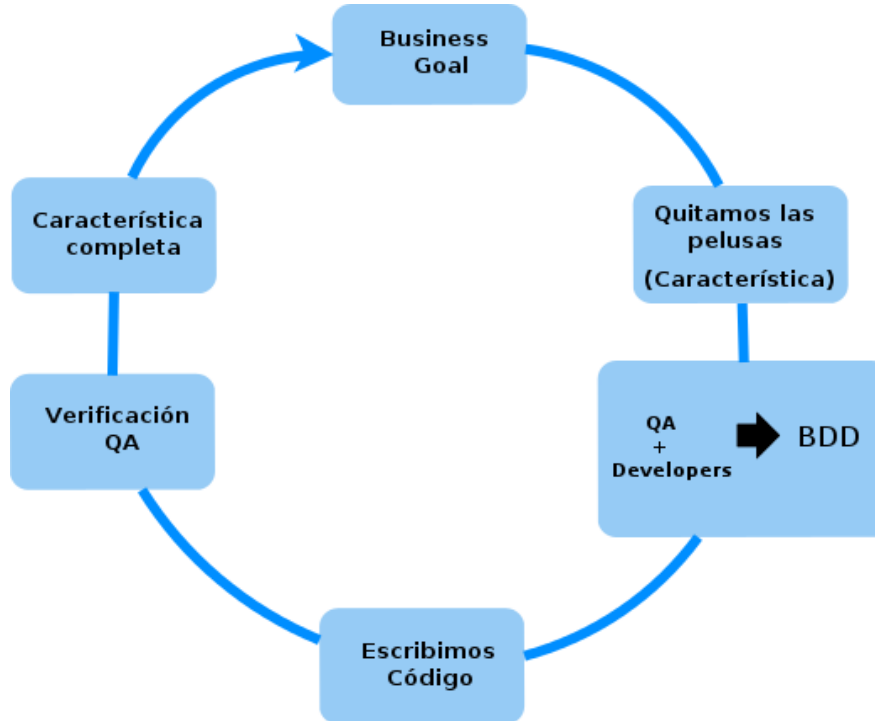 Business
Goal
Quitamos las
pelusas
(Característica)
QA
+
Developers
BDD
Escribimos
Código
Verificación
QA
Característica
completa